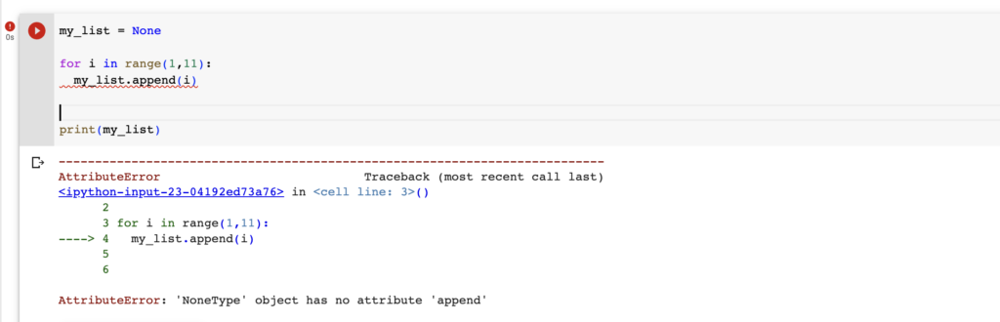 0s
my_list = None
for i in range(1,11):
  my_list.append(i)
print(my_list)
---------------------------------------------------------------------------
AttributeError                            Traceback (most recent call last)
<ipython-input-23-04192ed73a76> in <cell line: 3>()
      2
      3 for i in range(1,11):
----> 4   my_list.append(i)
      5
      6
AttributeError: 'NoneType' object has no attribute 'append'